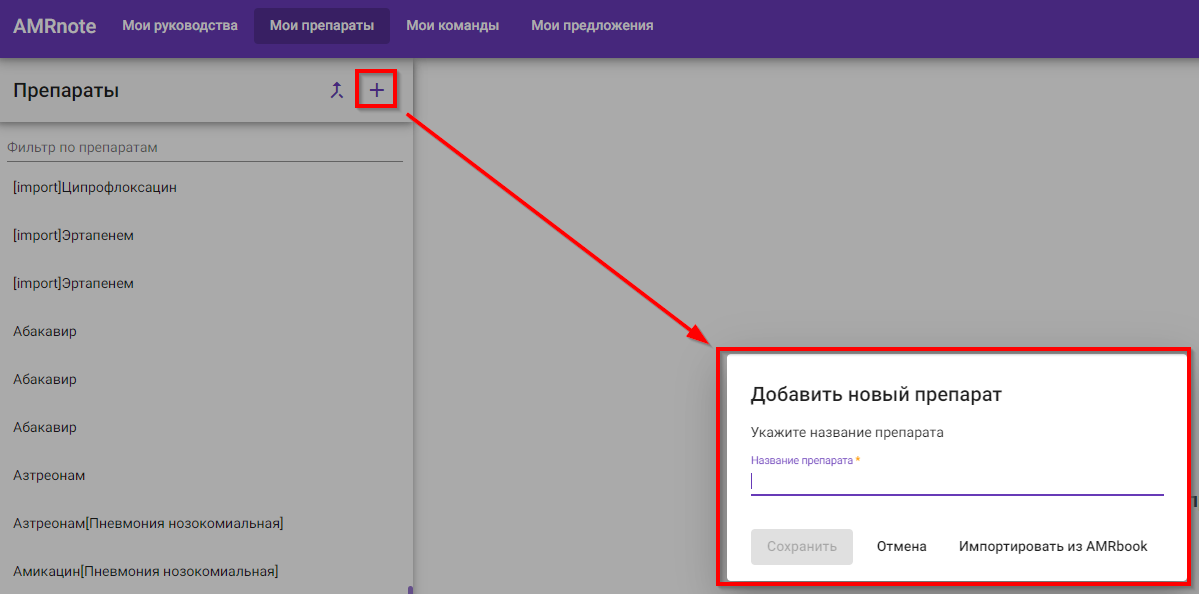 AMRnote Мои руководства Мои препараты Мои команды Мои предложения
Препараты
Фильтр по препаратам
[import]Ципрофлоксацин
[import]Эртапенем
[import]Эртапенем
Абакавир
Абакавир
Абакавир
Азтреонам
Азтреонам[Пневмония нозокомиальная]
Амикацин[Пневмония нозокомиальная]
Добавить новый препарат
Укажите название препарата
Название препарата *
Сохранить Отмена Импортировать из AMRbook